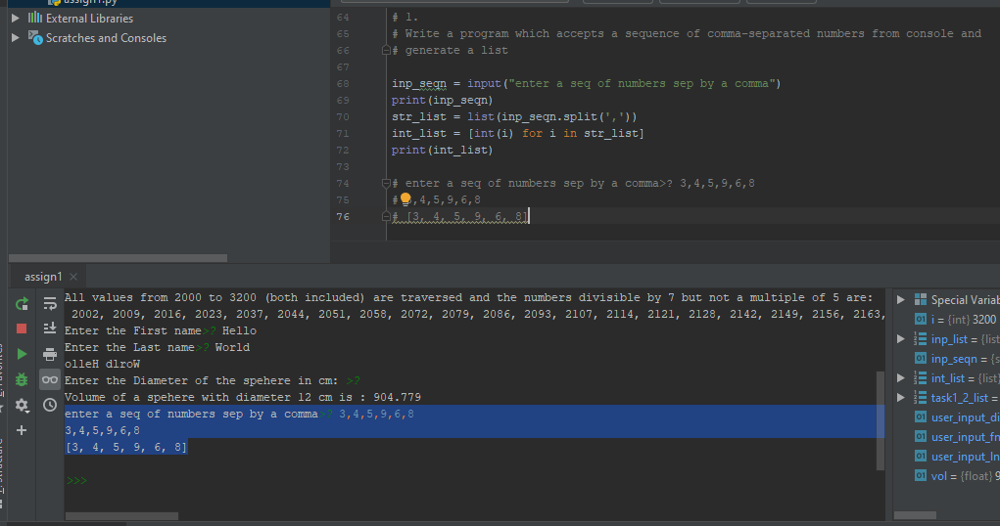 assign1.py
External Libraries
Scratches and Consoles
64 # 1.
65 # Write a program which accepts a sequence of comma-separated numbers from console and
66 # generate a list
67
68 inp_seqn = input("enter a seq of numbers sep by a comma")
69 print(inp_seqn)
70 str_list = list(inp_seqn.split(','))
71 int_list = [int(i) for i in str_list]
72 print(int_list)
73
74 # enter a seq of numbers sep by a comma>? 3,4,5,9,6,8
75 # ,4,5,9,6,8
76 # [3, 4, 5, 9, 6, 8]
assign1
All values from 2000 to 3200 (both included) are traversed and the numbers divisible by 7 but not a multiple of 5 are:
2002, 2009, 2016, 2023, 2037, 2044, 2051, 2058, 2072, 2079, 2086, 2093, 2107, 2114, 2121, 2128, 2142, 2149, 2156, 2163,
Enter the First name>? Hello
Enter the Last name>? World
olleH dlroW
Enter the Diameter of the spehere in cm: >?
Volume of a spehere with diameter 12 cm is : 904.779
enter a seq of numbers sep by a comma>? 3,4,5,9,6,8
3,4,5,9,6,8
[3, 4, 5, 9, 6, 8]
>>>
Special Variab
i = {int} 3200
inp_list = {list
inp_seqn = {s
int_list = {list}
task1_2_list =
user_input_di
user_input_fn
user_input_ln
vol = {float} 9